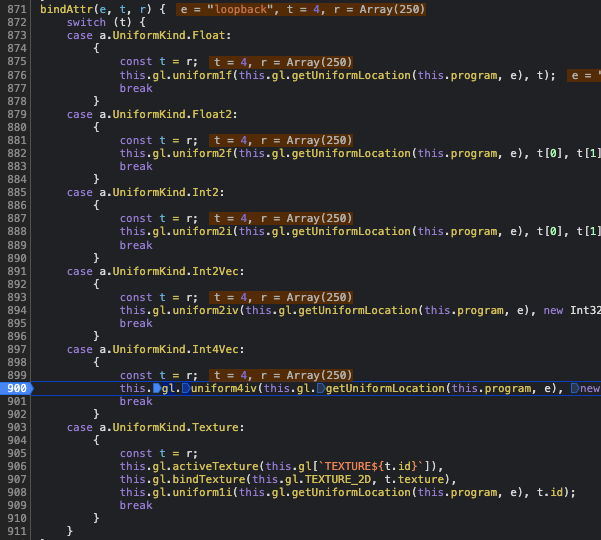 871 bindAttr(e, t, r) { e = "loopback", t = 4, r = Array(250)
872 switch (t) {
873 case a.UniformKind.Float:
874 {
875 const t = r; t = 4, r = Array(250)
876 this.gl.uniform1f(this.gl.getUniformLocation(this.program, e), t); e = "
877 break
878 }
879 case a.UniformKind.Float2:
880 {
881 const t = r; t = 4, r = Array(250)
882 this.gl.uniform2f(this.gl.getUniformLocation(this.program, e), t[0], t[1]
883 break
884 }
885 case a.UniformKind.Int2:
886 {
887 const t = r; t = 4, r = Array(250)
888 this.gl.uniform2i(this.gl.getUniformLocation(this.program, e), t[0], t[1]
889 break
890 }
891 case a.UniformKind.Int2Vec:
892 {
893 const t = r; t = 4, r = Array(250)
894 this.gl.uniform2iv(this.gl.getUniformLocation(this.program, e), new Int32
895 break
896 }
897 case a.UniformKind.Int4Vec:
898 {
899 const t = r; t = 4, r = Array(250)
900 this.gl.uniform4iv(this.gl.getUniformLocation(this.program, e), new
901 break
902 }
903 case a.UniformKind.Texture:
904 {
905 const t = r;
906 this.gl.activeTexture(this.gl[`TEXTURE${t.id}`]),
907 this.gl.bindTexture(this.gl.TEXTURE_2D, t.texture),
908 this.gl.uniform1i(this.gl.getUniformLocation(this.program, e), t.id);
909 break
910 }
911 }